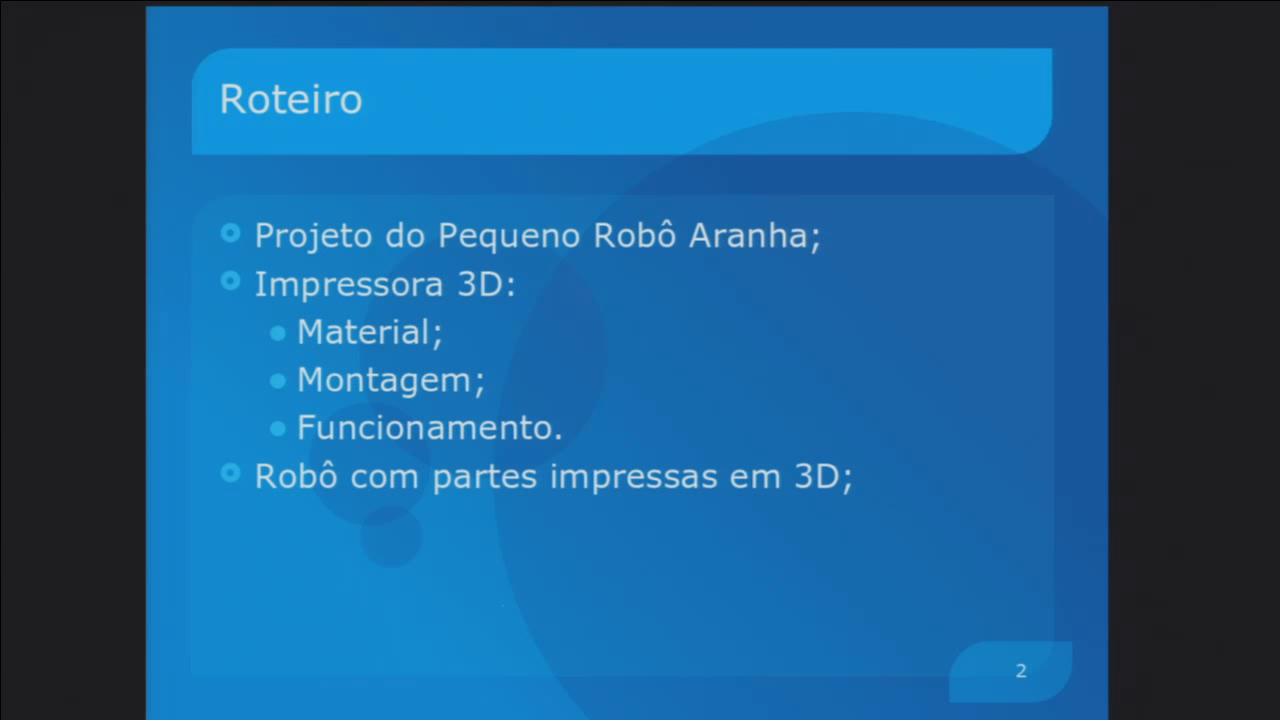 Roteiro
Projeto do Pequeno Robô Aranha;
Impressora 3D:
Material;
Montagem;
Funcionamento.
Robô com partes impressas em 3D;
2